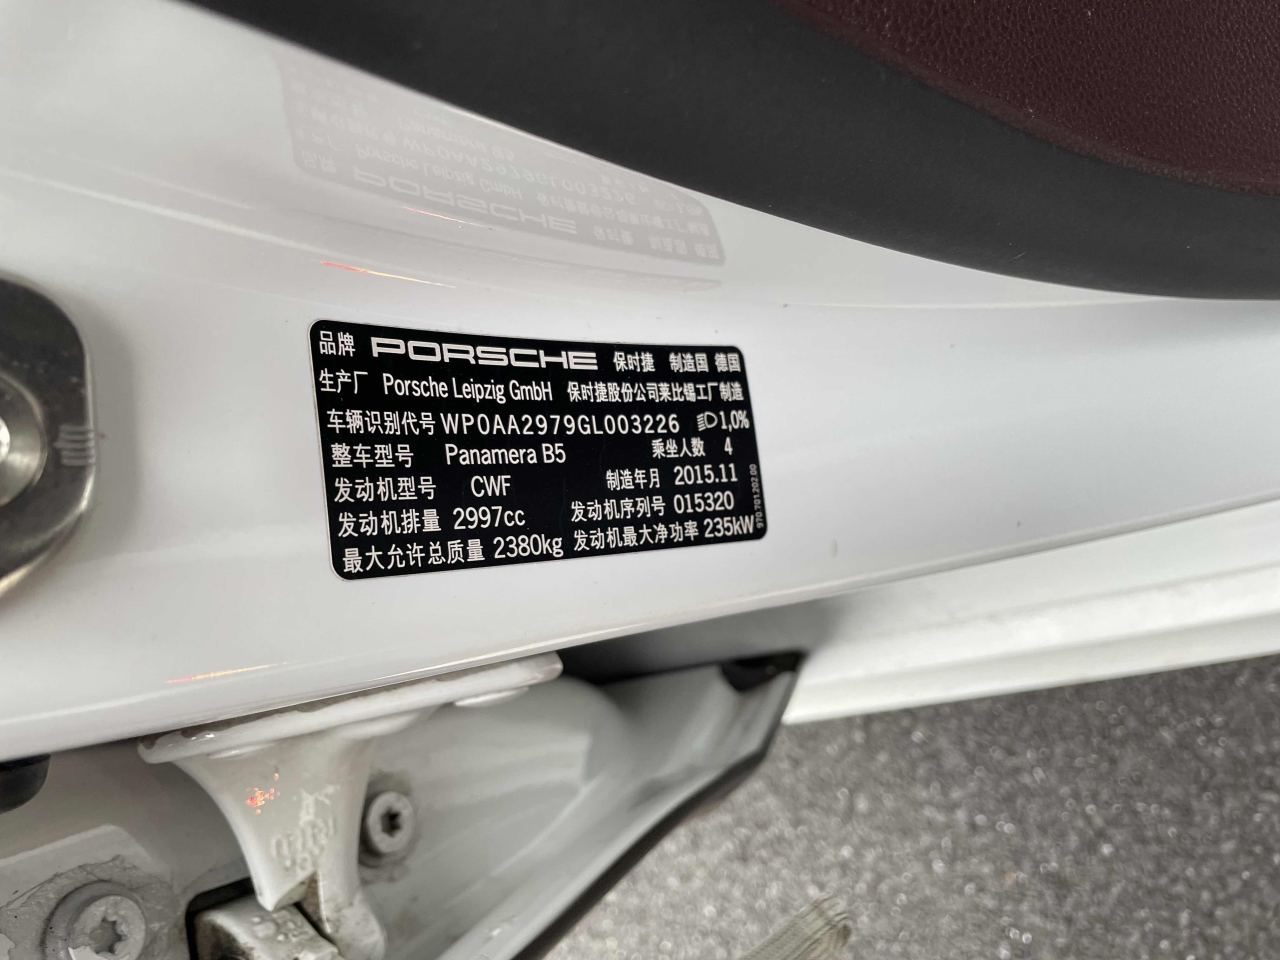 品牌 PORSCHE 保时捷 制造国 德国
生产厂 Porsche Leipzig GmbH 保时捷股份公司莱比锡工厂制造
车辆识别代号 WP0AA2979GL003226 1,0%
整车型号 Panamera B5 乘坐人数 4
发动机型号 CWF 制造年月 2015.11
发动机排量 2997cc 发动机序列号 015320
最大允许总质量 2380kg 发动机最大净功率 235kW
970.701.202.00